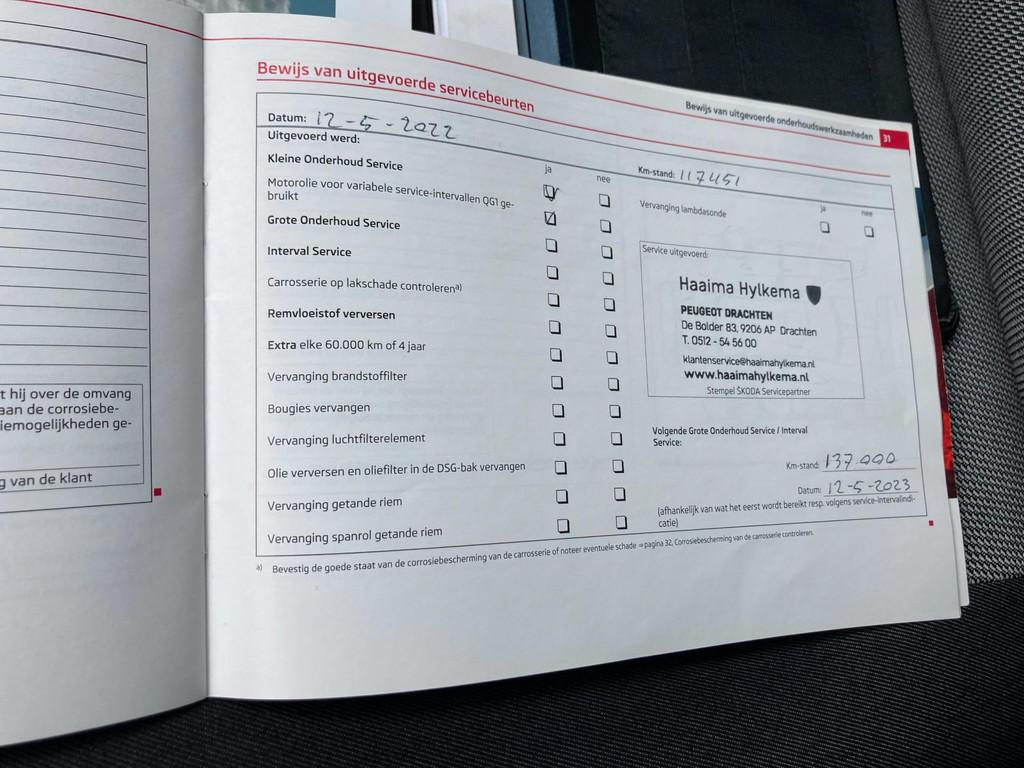 t hij over de omvang
aan de corrosiebe-
iemogelijkheden ge-
g van de klant
Bewijs van uitgevoerde onderhoudswerkzaamheden 31
Bewijs van uitgevoerde servicebeurten
Datum: 12-5-2022
Km-stand: 117451
Uitgevoerd werd:
ja nee
Kleine Onderhoud Service
Motorolie voor variabele service-intervallen QG1 ge-
bruikt
Grote Onderhoud Service
Interval Service
Carrosserie op lakschade controleren a)
Remvloeistof verversen
Extra elke 60.000 km of 4 jaar
Vervanging brandstoffilter
Bougies vervangen
Vervanging luchtfilterelement
Olie verversen en oliefilter in de DSG-bak vervangen
Vervanging getande riem
Vervanging spanrol getande riem
ja nee
Vervanging lambdasonde
Service uitgevoerd:
Haaima Hylkema
PEUGEOT DRACHTEN
De Bolder 83, 9206 AP Drachten
T. 0512 - 54 56 00
klantenservice@haaimahylkema.nl
www.haaimahylkema.nl
Stempel ŠKODA Servicepartner
Volgende Grote Onderhoud Service / Interval
Service:
Km-stand: 137.000
Datum: 12-5-2023
(afhankelijk van wat het eerst wordt bereikt resp. volgens service-intervalindi-
catie)
a) Bevestig de goede staat van de corrosiebescherming van de carrosserie of noteer eventuele schade ⇒ pagina 32, Corrosiebescherming van de carrosserie controleren.